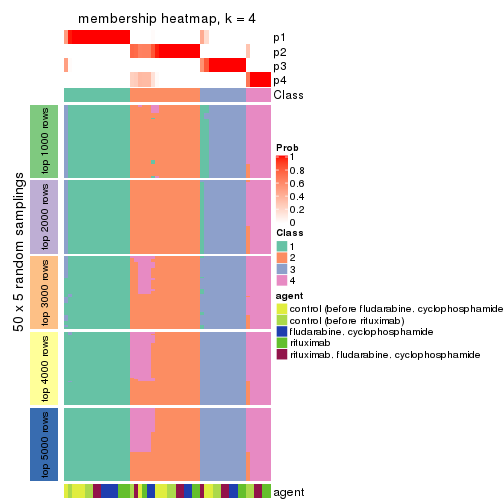 membership heatmap, k = 4
p1
p2
p3
p4
Class
50 x 5 random samplings
top 1000 rows
top 2000 rows
top 3000 rows
top 4000 rows
top 5000 rows
Prob
1
0.8
0.6
0.4
0.2
0
Class
1
2
3
4
agent
control (before fludarabine. cyclophosphamide
control (before rituximab)
fludarabine. cyclophosphamide
rituximab
rituximab. fludarabine. cyclophosphamide
agent